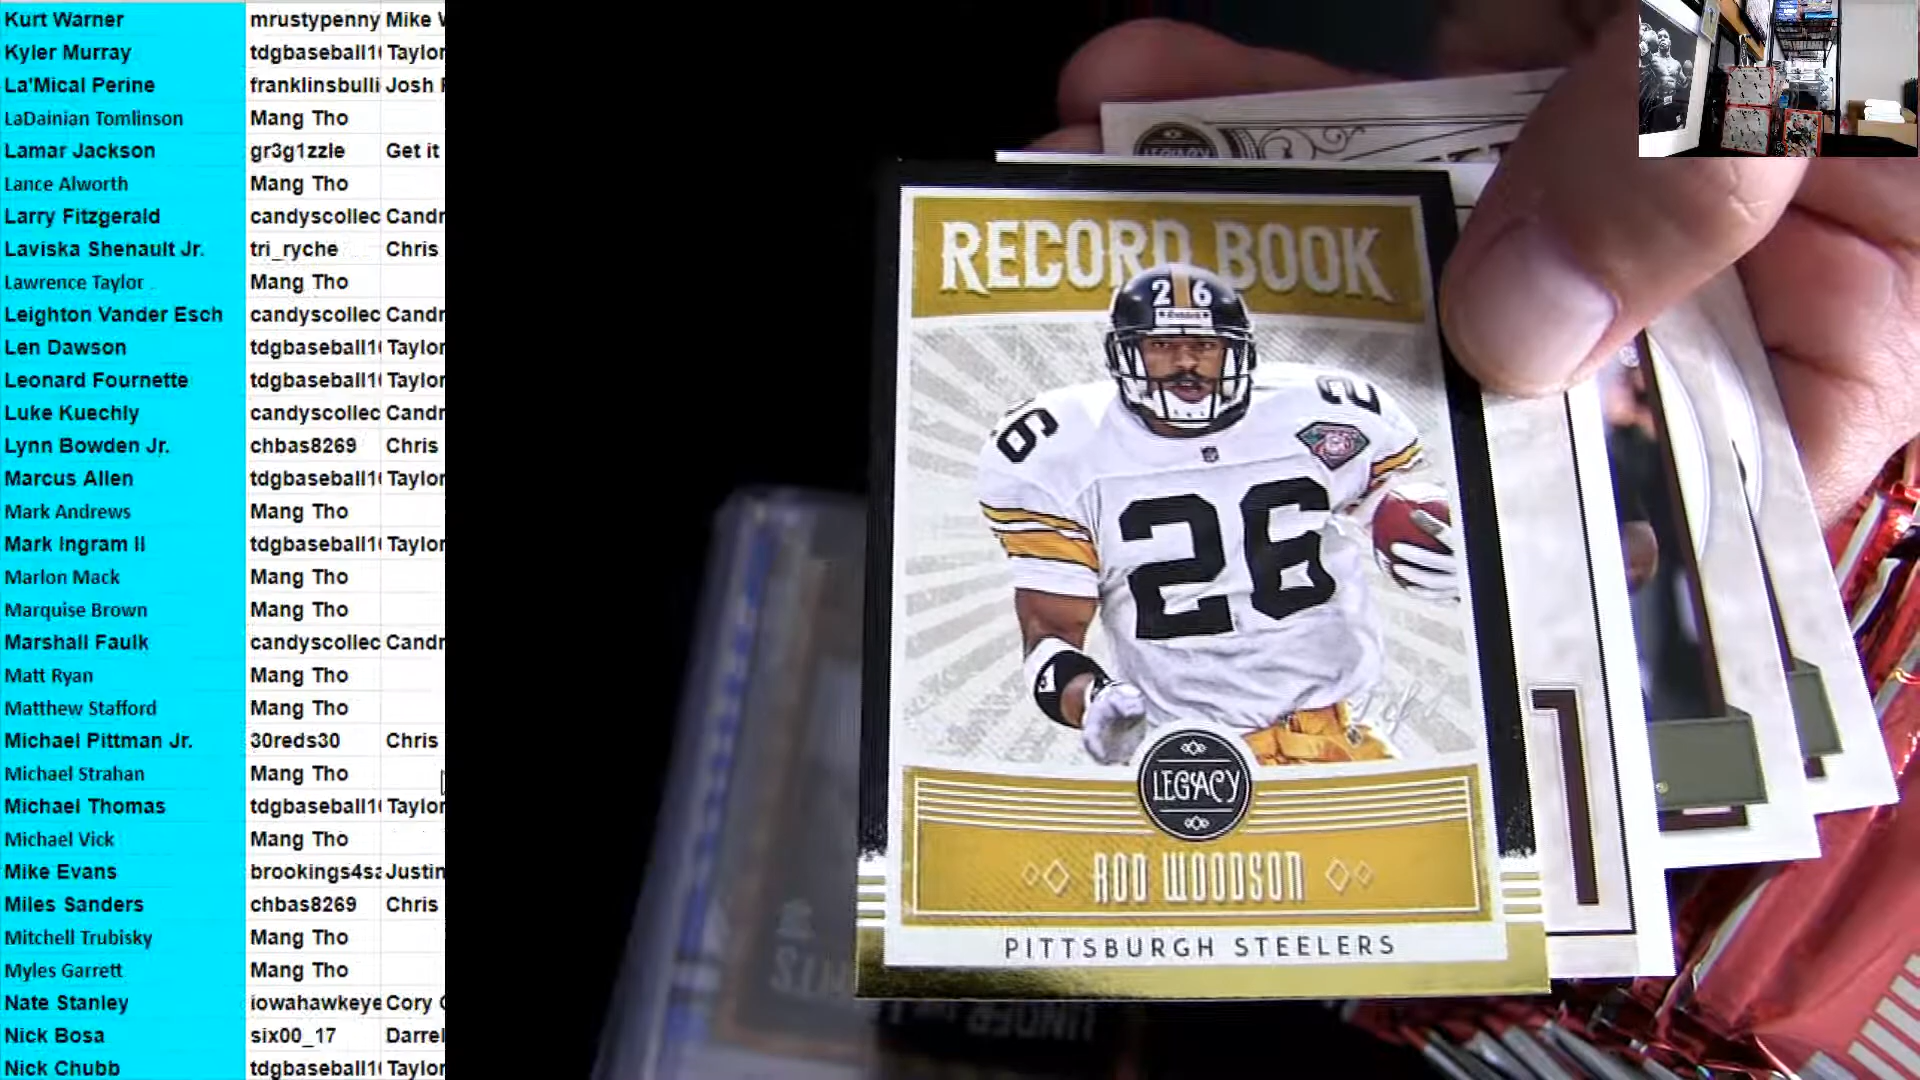 Kurt Warner mrustypenny Mike
Kyler Murray tdgbaseball1 Taylor
La'Mical Perine franklinsbulli Josh
LaDainian Tomlinson Mang Tho
Lamar Jackson gr3g1zzle Get it
Lance Alworth Mang Tho
Larry Fitzgerald candyscollec Candr
Laviska Shenault Jr. tri_ryche Chris
Lawrence Taylor Mang Tho
Leighton Vander Esch candyscollec Candr
Len Dawson tdgbaseball1 Taylor
Leonard Fournette tdgbaseball1 Taylor
Luke Kuechly candyscollec Candr
Lynn Bowden Jr. chbas8269 Chris
Marcus Allen tdgbaseball1 Taylor
Mark Andrews Mang Tho
Mark Ingram II tdgbaseball1 Taylor
Marlon Mack Mang Tho
Marquise Brown Mang Tho
Marshall Faulk candyscollec Candr
Matt Ryan Mang Tho
Matthew Stafford Mang Tho
Michael Pittman Jr. 30reds30 Chris
Michael Strahan Mang Tho
Michael Thomas tdgbaseball1 Taylor
Michael Vick Mang Tho
Mike Evans brookings4sa Justin
Miles Sanders chbas8269 Chris
Mitchell Trubisky Mang Tho
Myles Garrett Mang Tho
Nate Stanley iowahawkeye Cory
Nick Bosa six00_17 Darrel
Nick Chubb tdgbaseball1 Taylor
RECORD BOOK
26
Riddell
26
26
26
LEGACY
ROD WOODSON
PITTSBURGH STEELERS
LEGACY